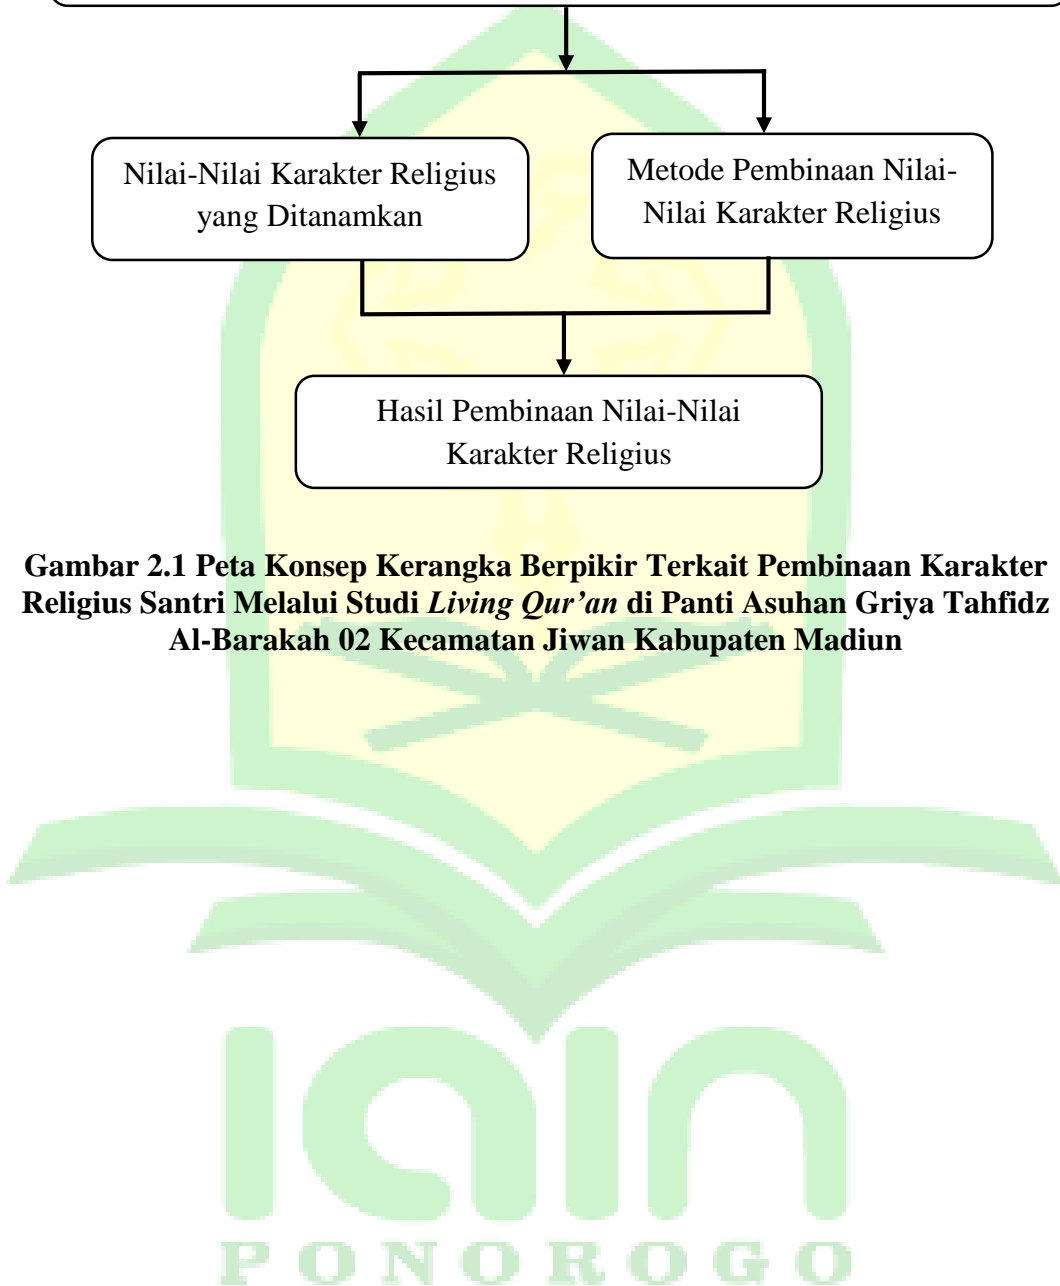 Nilai-Nilai Karakter Religius
yang Ditanamkan
Metode Pembinaan Nilai-
Nilai Karakter Religius
Hasil Pembinaan Nilai-Nilai
Karakter Religius
Gambar 2.1 Peta Konsep Kerangka Berpikir Terkait Pembinaan Karakter
Religius Santri Melalui Studi Living Qur’an di Panti Asuhan Griya Tahfidz
Al-Barakah 02 Kecamatan Jiwan Kabupaten Madiun
iain
PONOROGO